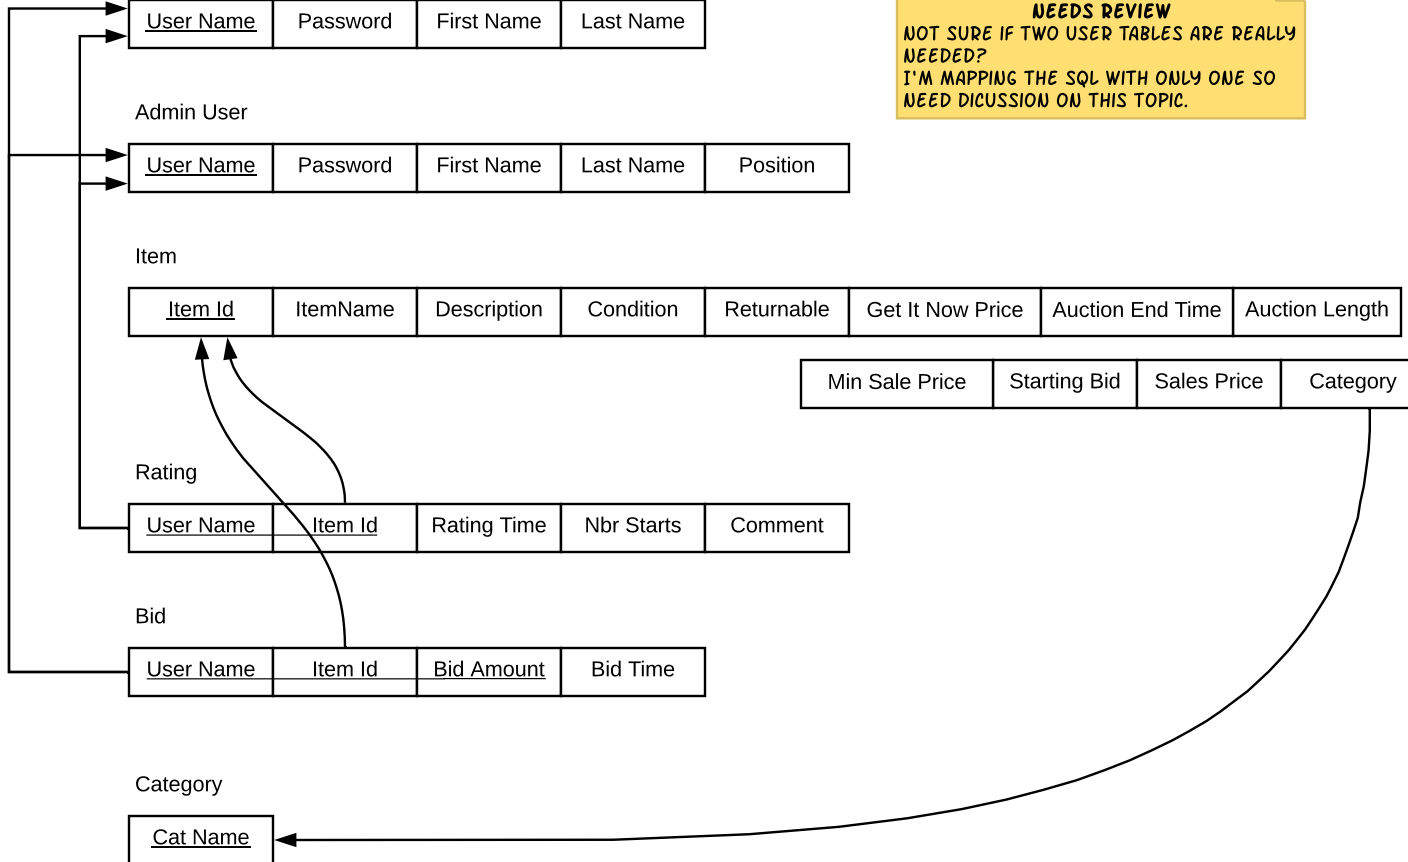 User Name Password First Name Last Name
NEEDS REVIEW
NOT SURE IF TWO USER TABLES ARE REALLY
NEEDED?
I'M MAPPING THE SQL WITH ONLY ONE SO
NEED DICUSSION ON THIS TOPIC.
Admin User
User Name Password First Name Last Name Position
Item
Item Id ItemName Description Condition Returnable Get It Now Price Auction End Time Auction Length
Min Sale Price Starting Bid Sales Price Category
Rating
User Name Item Id Rating Time Nbr Starts Comment
Bid
User Name Item Id Bid Amount Bid Time
Category
Cat Name